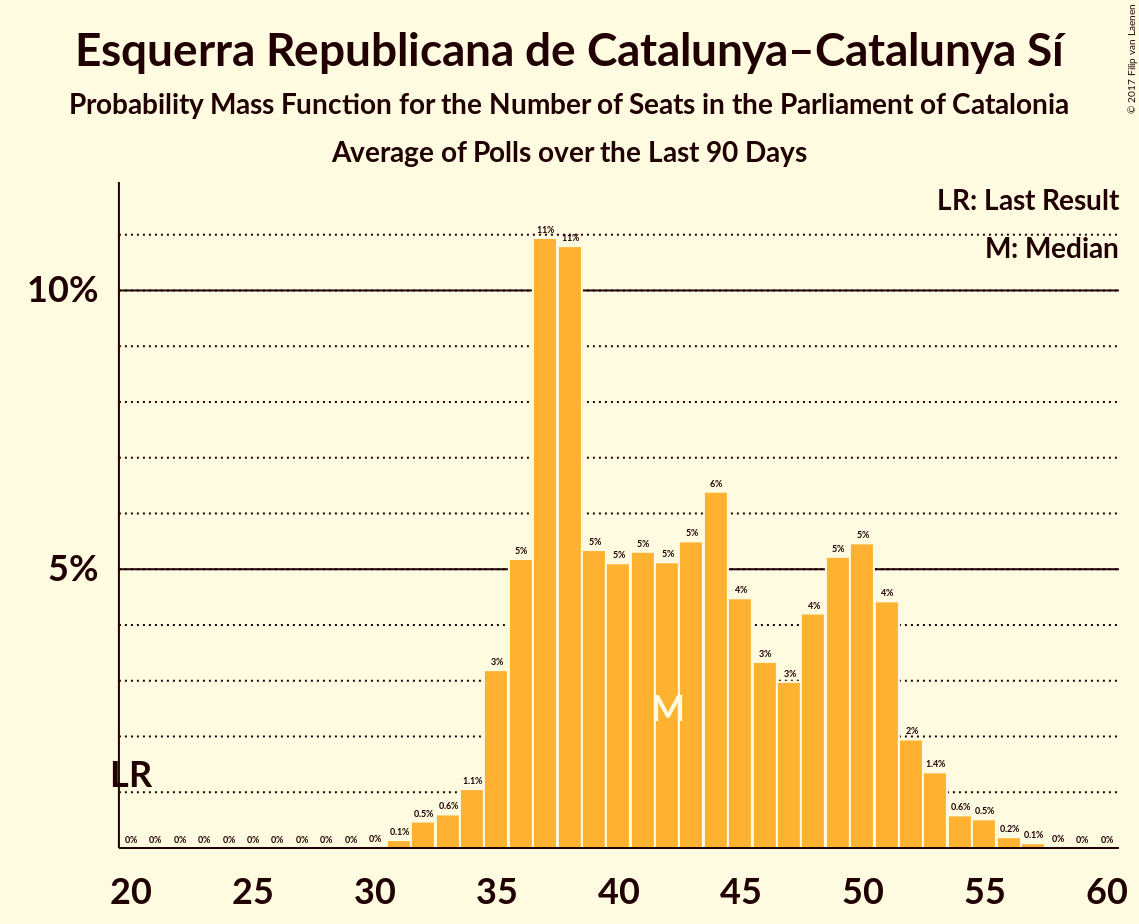 Esquerra Republicana de Catalunya–Catalunya Sí
Probability Mass Function for the Number of Seats in the Parliament of Catalonia
Average of Polls over the Last 90 Days
© 2017 Filip van Laenen
LR: Last Result
M: Median
10%
5%
LR
M
0% 0% 0% 0% 0% 0% 0% 0% 0% 0% 0% 0.1% 0.5% 0.6% 1.1% 3% 5% 11% 11% 5% 5% 5% 5% 5% 6% 4% 3% 3% 4% 5% 5% 4% 2% 1.4% 0.6% 0.5% 0.2% 0.1% 0% 0% 0%
20 25 30 35 40 45 50 55 60